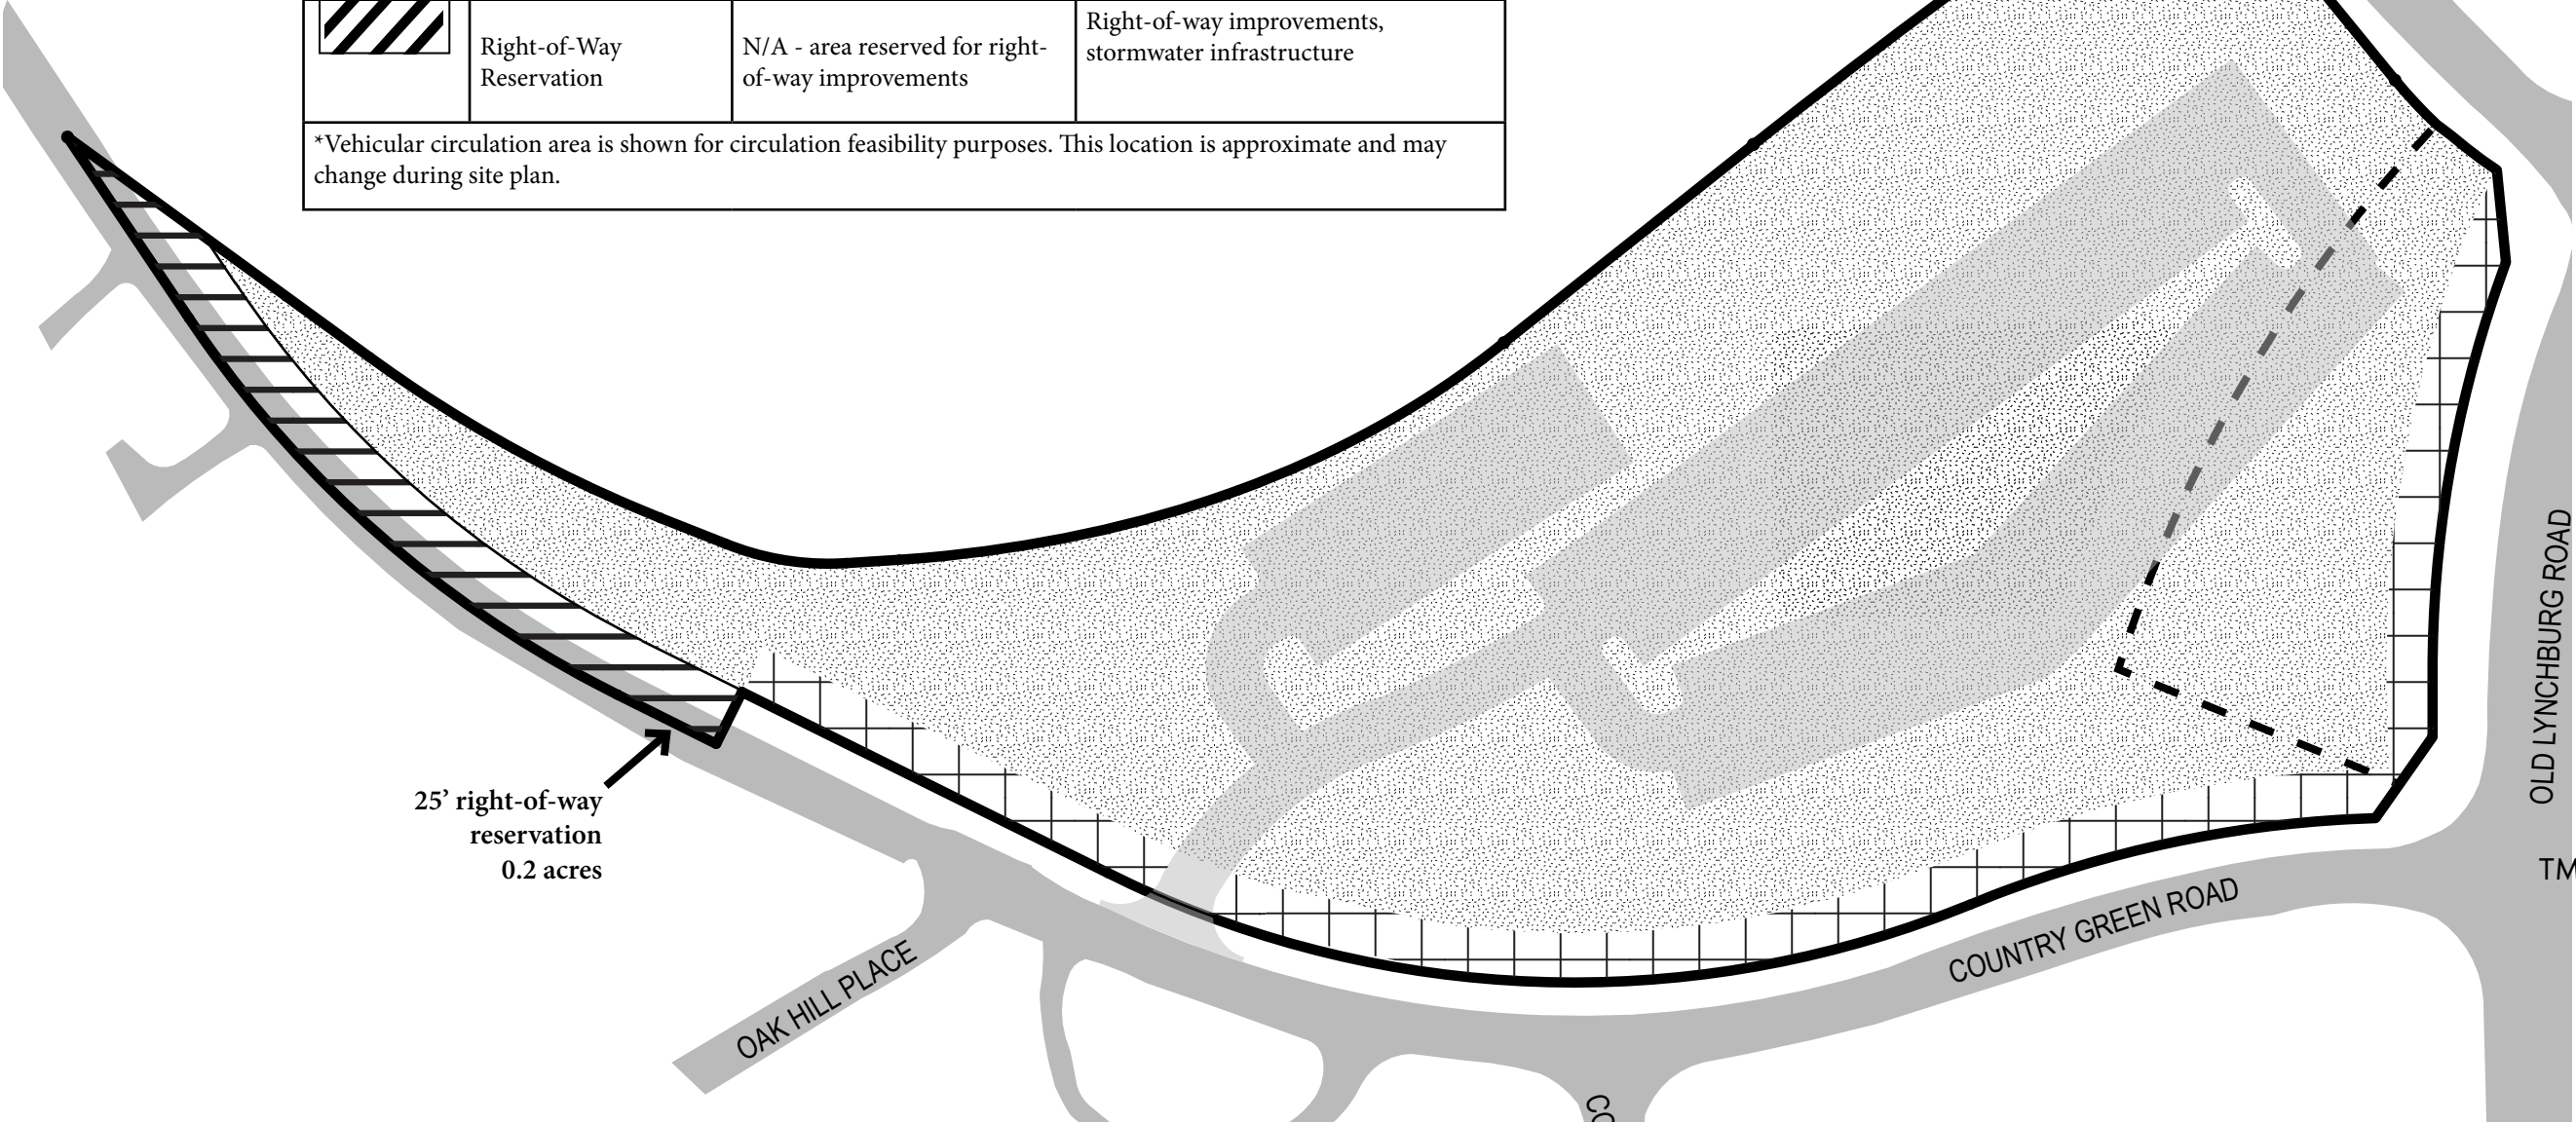 Right-of-Way
Reservation
N/A - area reserved for right-
of-way improvements
Right-of-way improvements,
stormwater infrastructure
*Vehicular circulation area is shown for circulation feasibility purposes. This location is approximate and may
change during site plan.
25’ right-of-way
reservation
0.2 acres
OAK HILL PLACE
COUNTRY GREEN ROAD
OLD LYNCHBURG ROAD
TM
CO